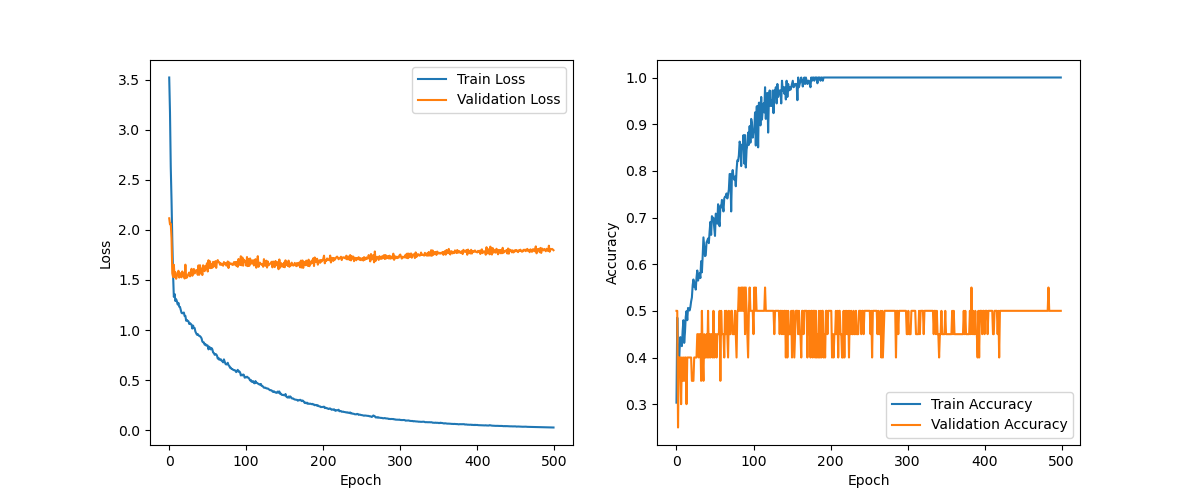 3.5
3.0
2.5
2.0
1.5
1.0
0.5
0.0
0 100 200 300 400 500
Loss
Epoch
Train Loss
Validation Loss
1.0
0.9
0.8
0.7
0.6
0.5
0.4
0.3
0 100 200 300 400 500
Accuracy
Epoch
Train Accuracy
Validation Accuracy